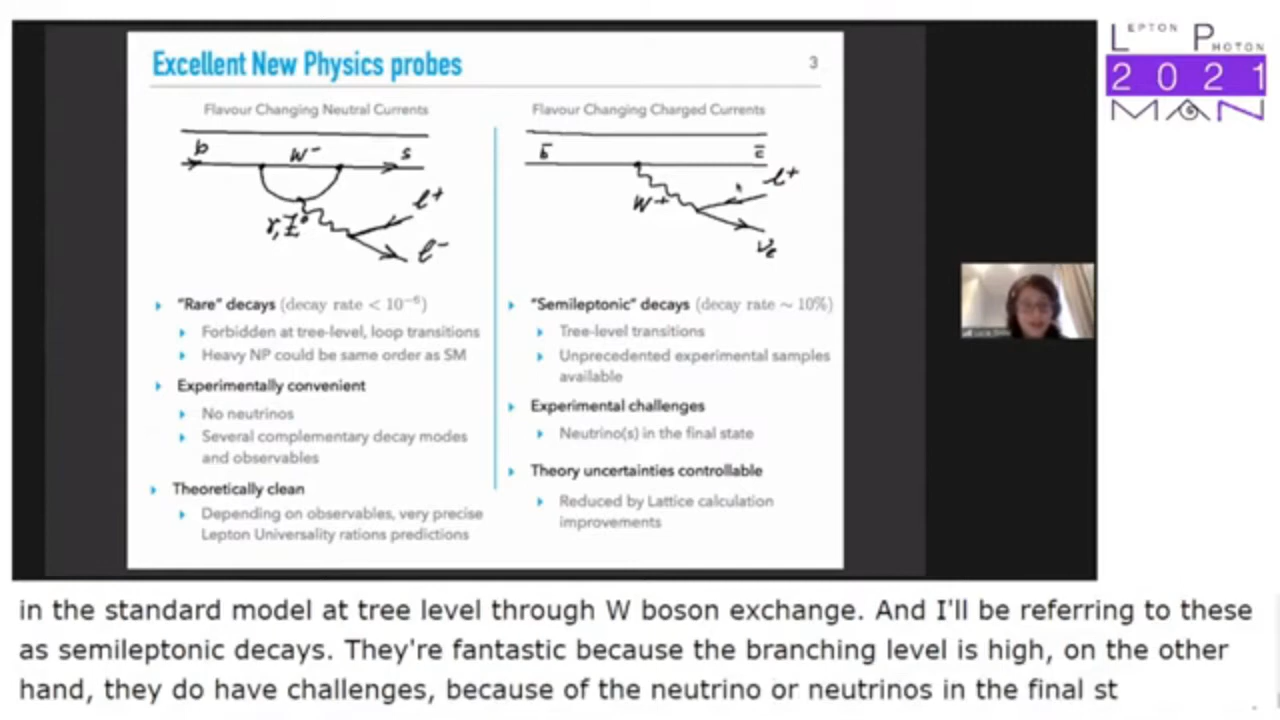 Excellent New Physics probes
3
Flavour Changing Neutral Currents
b
W-
s
γ, Z°
l+
l-
"Rare" decays (decay rate < 10⁻⁶)
Forbidden at tree-level, loop transitions
Heavy NP could be same order as SM
Experimentally convenient
No neutrinos
Several complementary decay modes
and observables
Theoretically clean
Depending on observables, very precise
Lepton Universality rations predictions
Flavour Changing Charged Currents
b̄
c̄
W+
l+
νℓ
"Semileptonic" decays (decay rate ~ 10%)
Tree-level transitions
Unprecedented experimental samples
available
Experimental challenges
Neutrino(s) in the final state
Theory uncertainties controllable
Reduced by Lattice calculation
improvements
LEPTON PHOTON
2021
MAN
in the standard model at tree level through W boson exchange. And I'll be referring to these
as semileptonic decays. They're fantastic because the branching level is high, on the other
hand, they do have challenges, because of the neutrino or neutrinos in the final st